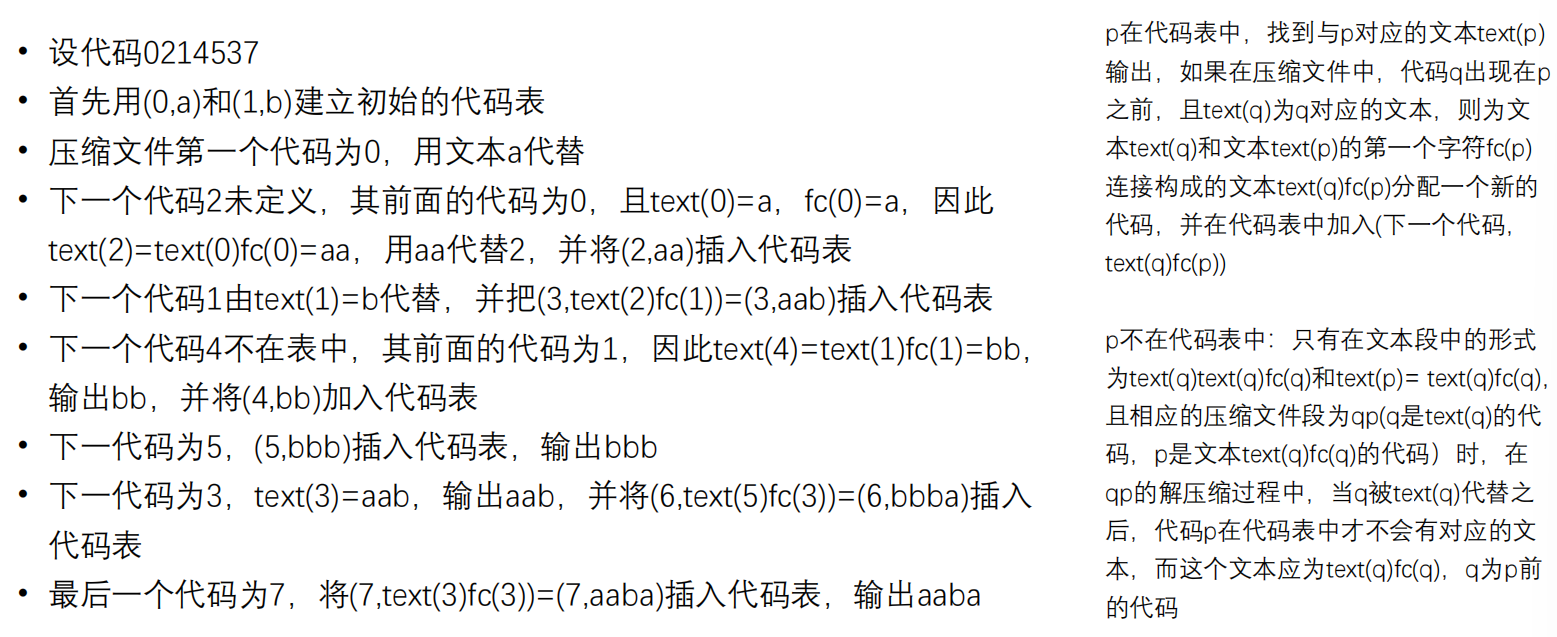 • 设代码0214537
• 首先用(0,a)和(1,b)建立初始的代码表
• 压缩文件第一个代码为0，用文本a代替
• 下一个代码2未定义，其前面的代码为0，且text(0)=a，fc(0)=a，因此
text(2)=text(0)fc(0)=aa，用aa代替2，并将(2,aa)插入代码表
• 下一个代码1由text(1)=b代替，并把(3,text(2)fc(1))=(3,aab)插入代码表
• 下一个代码4不在表中，其前面的代码为1，因此text(4)=text(1)fc(1)=bb，
输出bb，并将(4,bb)加入代码表
• 下一代码为5，(5,bbb)插入代码表，输出bbb
• 下一代码为3，text(3)=aab，输出aab，并将(6,text(5)fc(3))=(6,bbba)插入
代码表
• 最后一个代码为7，将(7,text(3)fc(3))=(7,aaba)插入代码表，输出aaba
p在代码表中，找到与p对应的文本text(p)
输出，如果在压缩文件中，代码q出现在p
之前，且text(q)为q对应的文本，则为文
本text(q)和文本text(p)的第一个字符fc(p)
连接构成的文本text(q)fc(p)分配一个新的
代码，并在代码表中加入(下一个代码，
text(q)fc(p))
p不在代码表中：只有在文本段中的形式
为text(q)text(q)fc(q)和text(p)= text(q)fc(q),
且相应的压缩文件段为qp(q是text(q)的代
码，p是文本text(q)fc(q)的代码）时，在
qp的解压缩过程中，当q被text(q)代替之
后，代码p在代码表中才不会有对应的文
本，而这个文本应为text(q)fc(q)，q为p前
的代码